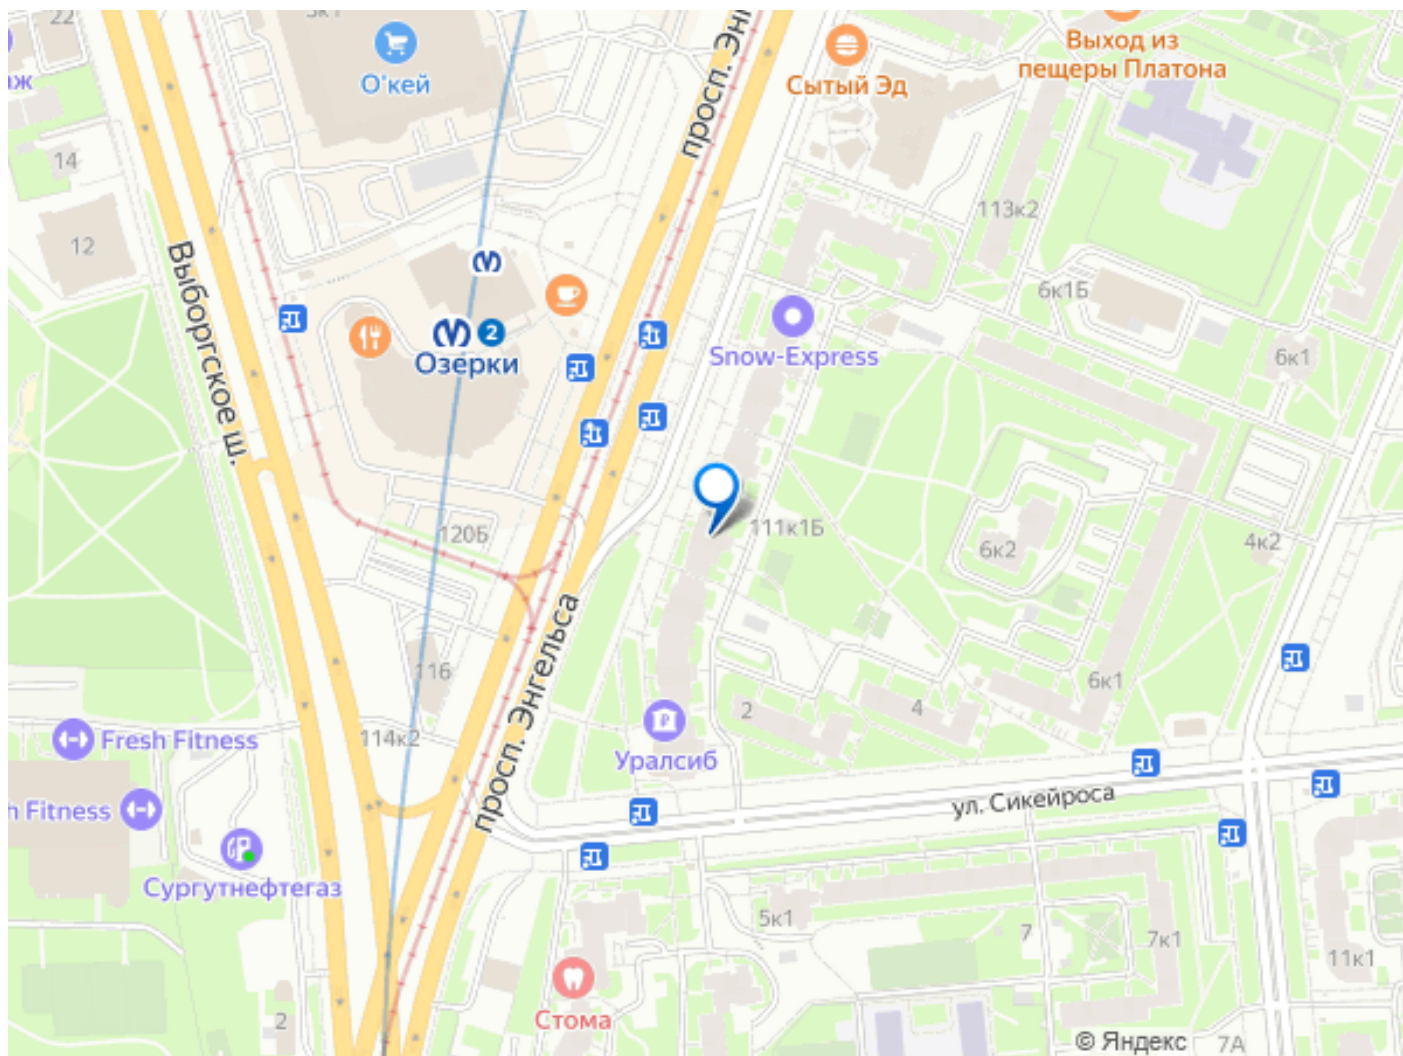 22
О'кей
просп. Энг
Сытый Эд
Выход из
пещеры Платона
аж
14
12
113к2
6к1Б
6к1
Выборгское ш.
2
Озерки
Snow-Express
120Б
111к1Б
6к2
4к2
просп. Энгельса
116
114к2
6к1
2
4
Уралсиб
Fresh Fitness
h Fitness
ул. Сикейроса
Сургутнефтегаз
5к1
7
7к1
11к1
2
Стома
© Яндекс
7А